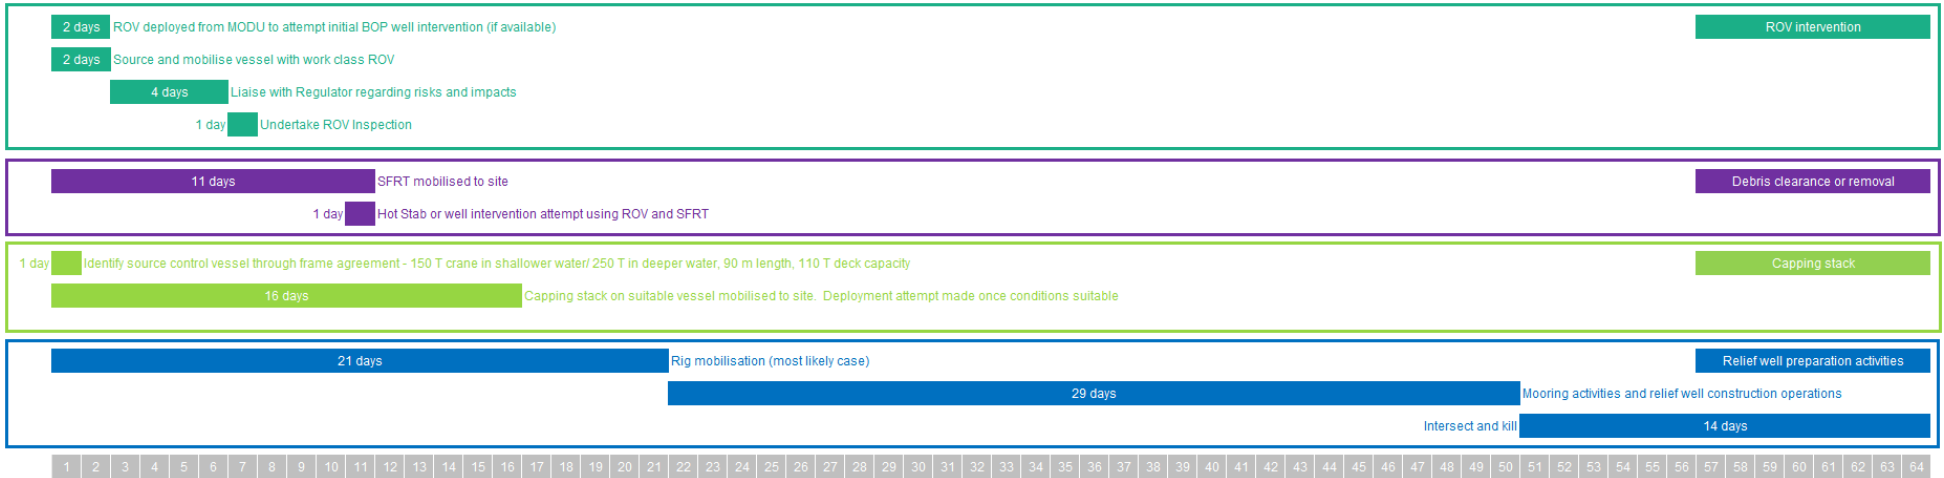 2 days ROV deployed from MODU to attempt initial BOP well intervention (if available) ROV intervention
2 days Source and mobilise vessel with work class ROV
4 days Liaise with Regulator regarding risks and impacts
1 day Undertake ROV Inspection
11 days SFRT mobilised to site Debris clearance or removal
1 day Hot Stab or well intervention attempt using ROV and SFRT
1 day Identify source control vessel through frame agreement - 150 T crane in shallower water/ 250 T in deeper water, 90 m length, 110 T deck capacity Capping stack
16 days Capping stack on suitable vessel mobilised to site. Deployment attempt made once conditions suitable
21 days Rig mobilisation (most likely case) Relief well preparation activities
29 days Mooring activities and relief well construction operations
Intersect and kill 14 days
1 2 3 4 5 6 7 8 9 10 11 12 13 14 15 16 17 18 19 20 21 22 23 24 25 26 27 28 29 30 31 32 33 34 35 36 37 38 39 40 41 42 43 44 45 46 47 48 49 50 51 52 53 54 55 56 57 58 59 60 61 62 63 64